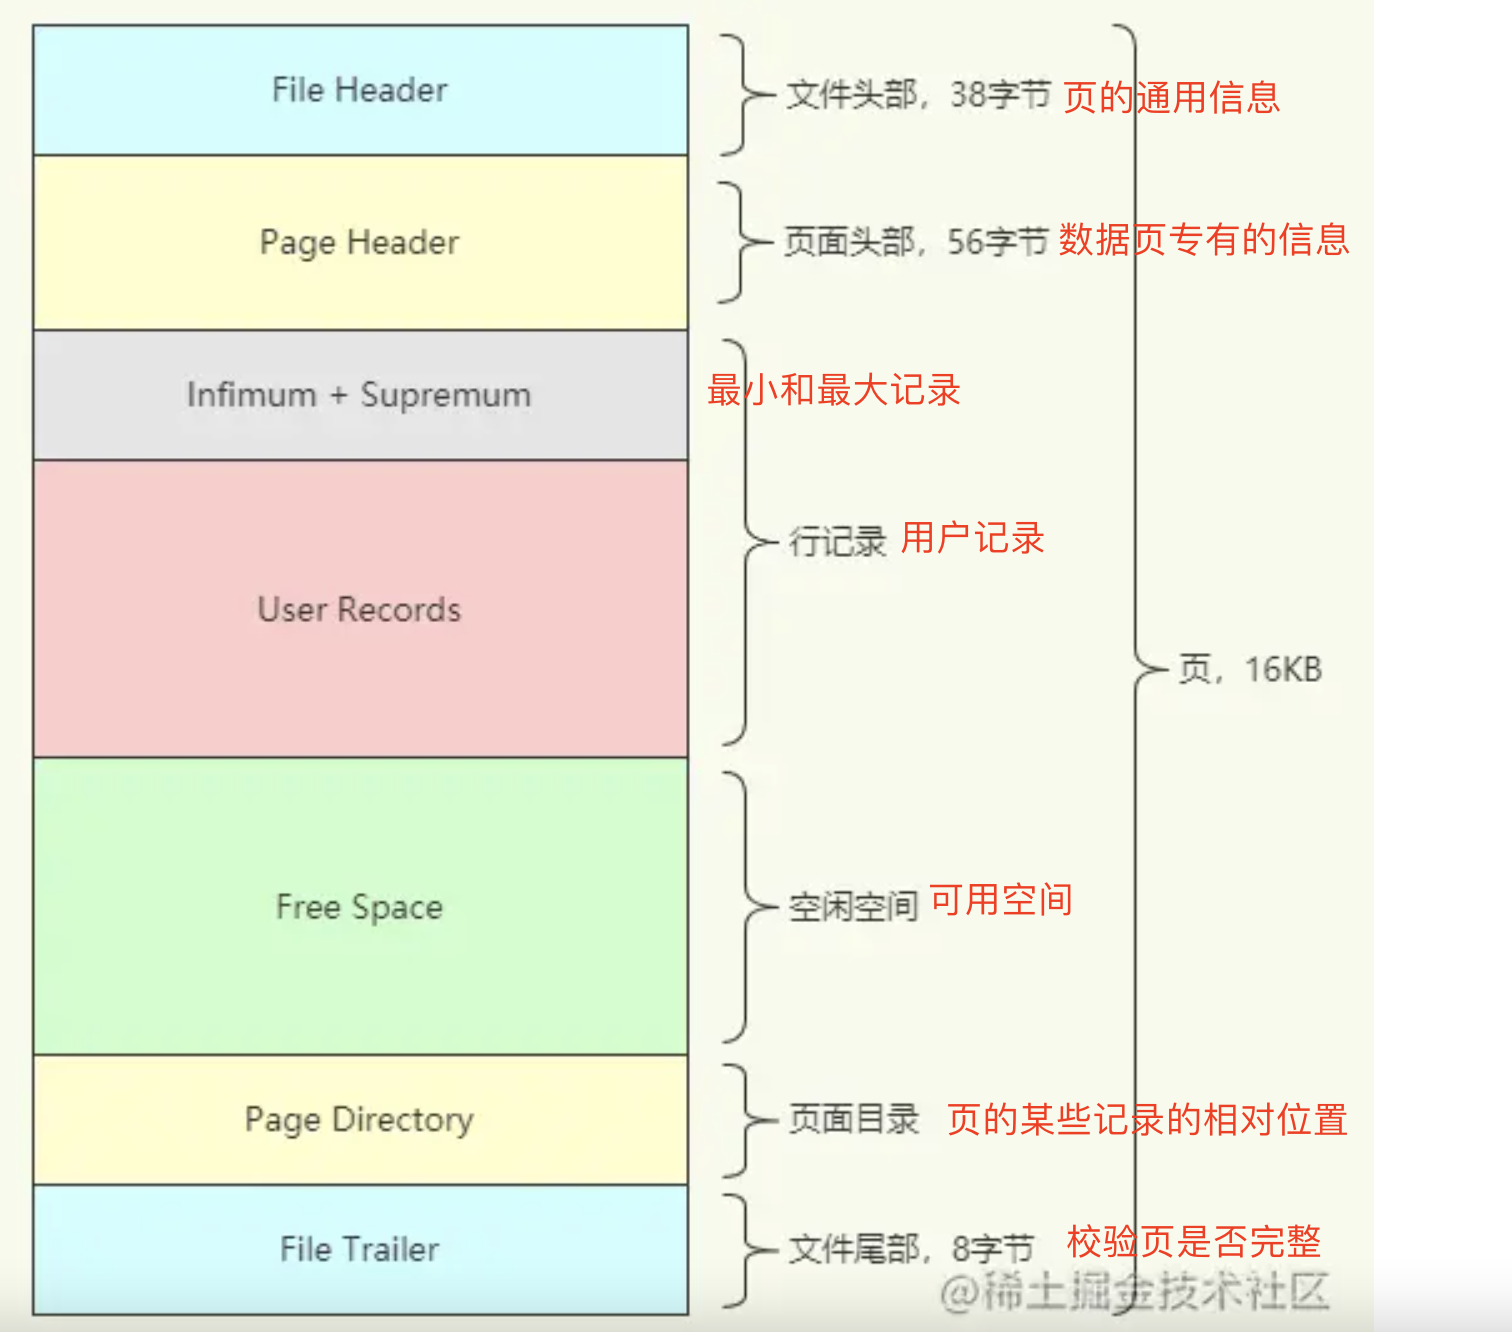 File Header
文件头部，38字节 页的通用信息
Page Header
页面头部，56字节 数据页专有的信息
Infimum + Supremum
最小和最大记录
行记录 用户记录
User Records
页，16KB
Free Space
空闲空间 可用空间
Page Directory
页面目录 页的某些记录的相对位置
File Trailer
文件尾部，8字节 校验页是否完整
@稀土掘金技术社区